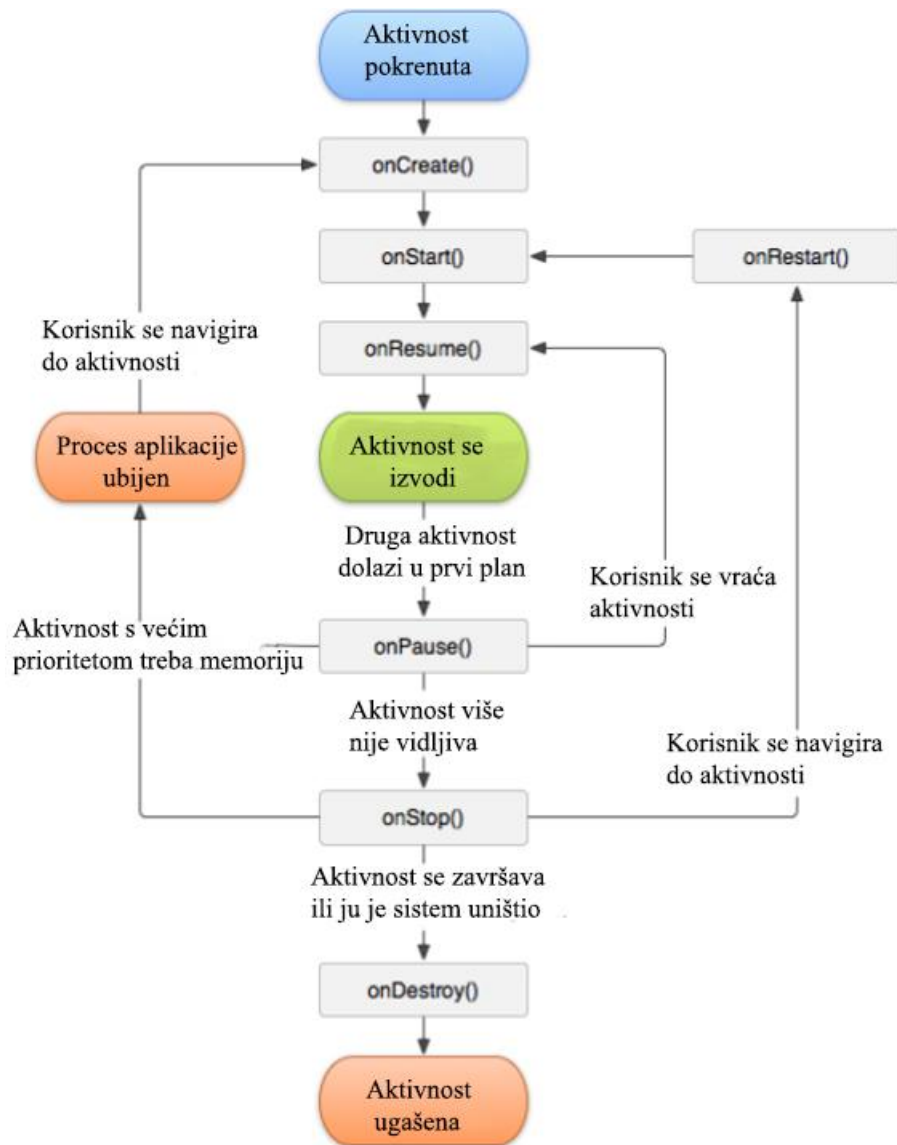 Aktivnost
pokrenuta
onCreate()
onStart()
onRestart()
Korisnik se navigira
do aktivnosti
onResume()
Proces aplikacije
ubijen
Aktivnost se
izvodi
Druga aktivnost
dolazi u prvi plan
Korisnik se vraća
aktivnosti
Aktivnost s većim
prioritetom treba memoriju
onPause()
Aktivnost više
nije vidljiva
Korisnik se navigira
do aktivnosti
onStop()
Aktivnost se završava
ili ju je sistem uništio
onDestroy()
Aktivnost
ugašena